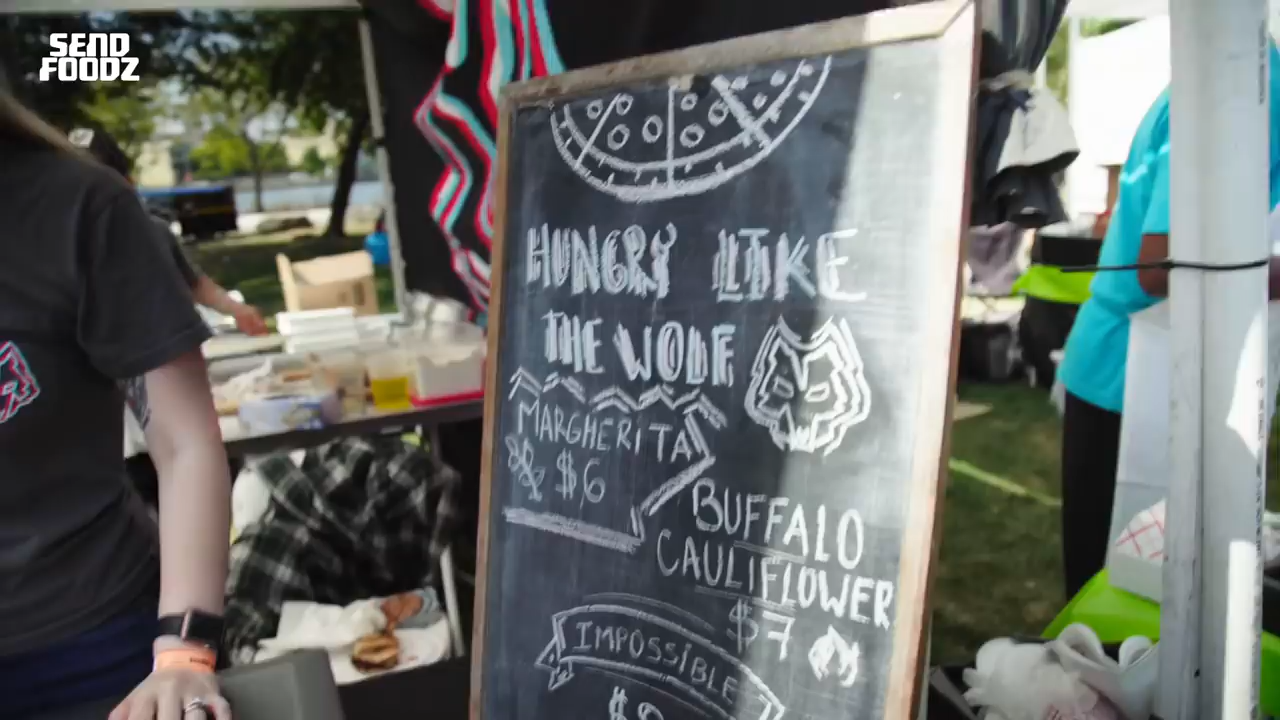 SEND
FOODZ
HUNGRY LIKE
THE WOLF
MARGHERITA
$6
BUFFALO
CAULIFLOWER
$7
IMPOSSIBLE